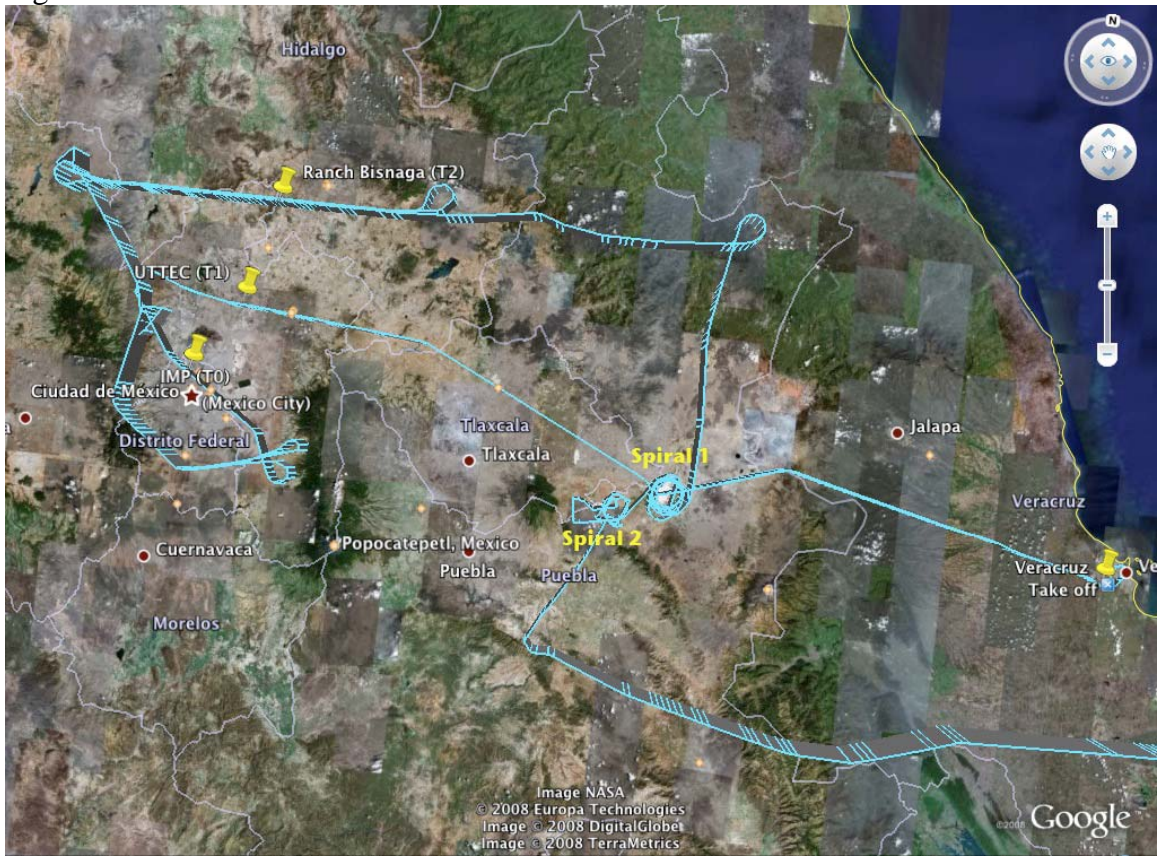 N
Hidalgo
Ranch Bisnaga (T2)
UTTEC (T1)
IMP (T0)
Ciudad de México
(Mexico City)
Distrito Federal
Tlaxcala
Tlaxcala
Jalapa
Spiral 1
Veracruz
Spiral 2
Cuernavaca
Popocatepetl, Mexico
Puebla
Puebla
Veracruz
Take off
Ve
Morelos
Image NASA
© 2008 Europa Technologies
Image © 2008 DigitalGlobe
Image © 2008 TerraMetrics
©2008 Google